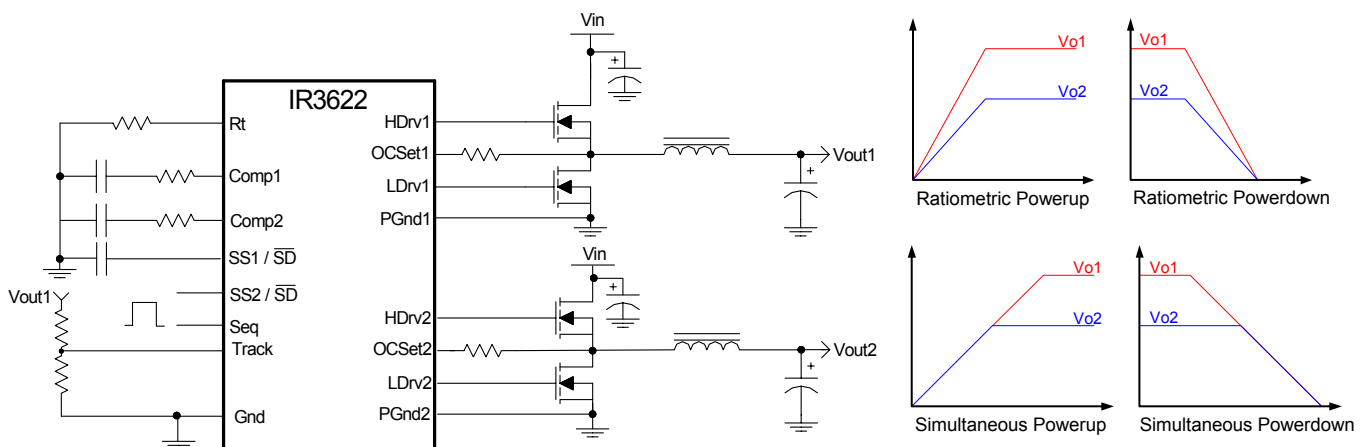 IR3622
Rt
Comp1
Comp2
SS1 / SD
SS2 / SD
Seq
Track
Gnd
Vout1
HDrv1
OCSet1
LDrv1
PGnd1
HDrv2
OCSet2
LDrv2
PGnd2
Vin
+
+
Vout1
Vin
+
+
Vout2
Vo1
Vo2
Ratiometric Powerup
Vo1
Vo2
Ratiometric Powerdown
Vo1
Vo2
Simultaneous Powerup
Vo1
Vo2
Simultaneous Powerdown